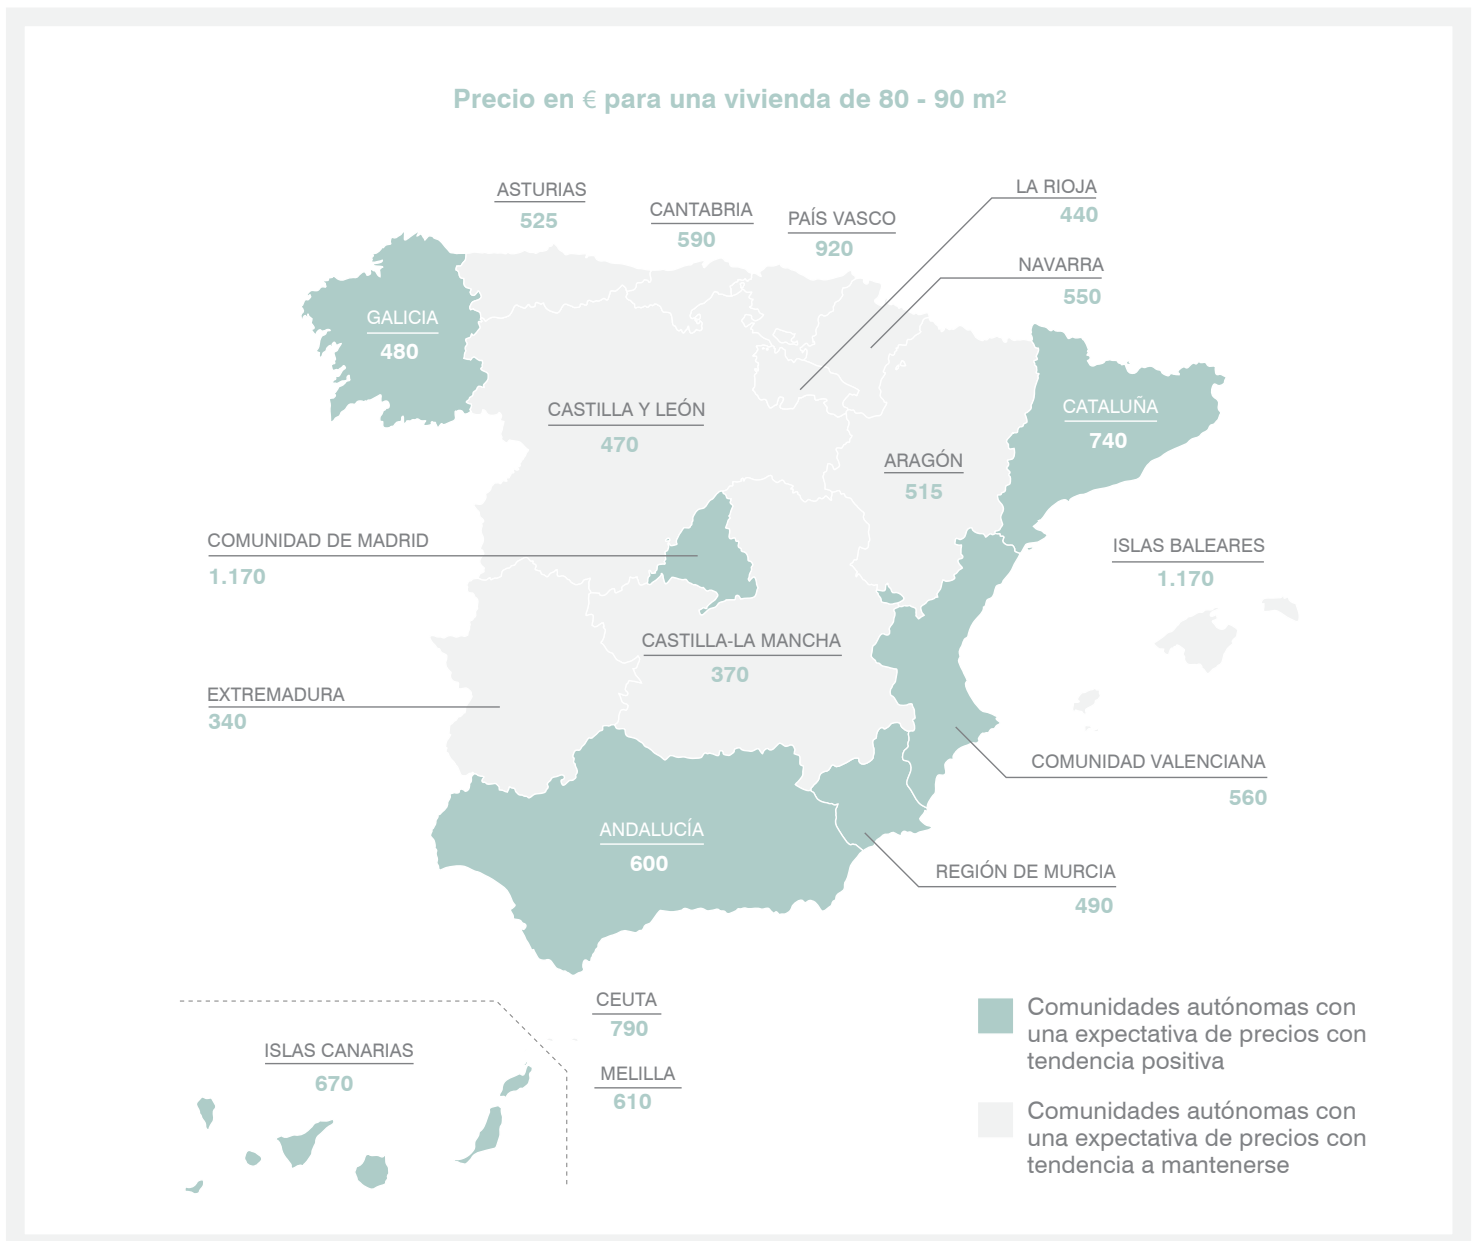 Precio en € para una vivienda de 80 - 90 m²
ASTURIAS
525
CANTABRIA
590
PAÍS VASCO
920
LA RIOJA
440
NAVARRA
550
GALICIA
480
CASTILLA Y LEÓN
470
ARAGÓN
515
CATALUÑA
740
COMUNIDAD DE MADRID
1.170
ISLAS BALEARES
1.170
CASTILLA-LA MANCHA
370
EXTREMADURA
340
COMUNIDAD VALENCIANA
560
ANDALUCÍA
600
REGIÓN DE MURCIA
490
CEUTA
790
ISLAS CANARIAS
670
MELILLA
610
Comunidades autónomas con
una expectativa de precios con
tendencia positiva
Comunidades autónomas con
una expectativa de precios con
tendencia a mantenerse